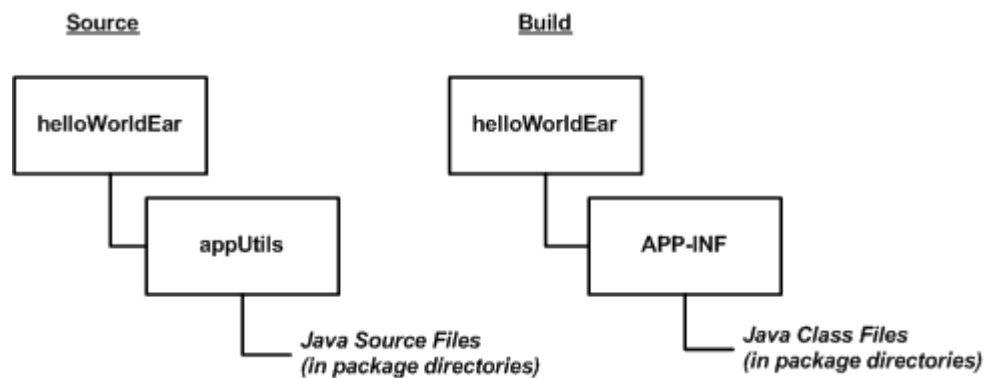 Source
helloWorldEar
appUtils
Java Source Files
(in package directories)
Build
helloWorldEar
APP-INF
Java Class Files
(in package directories)